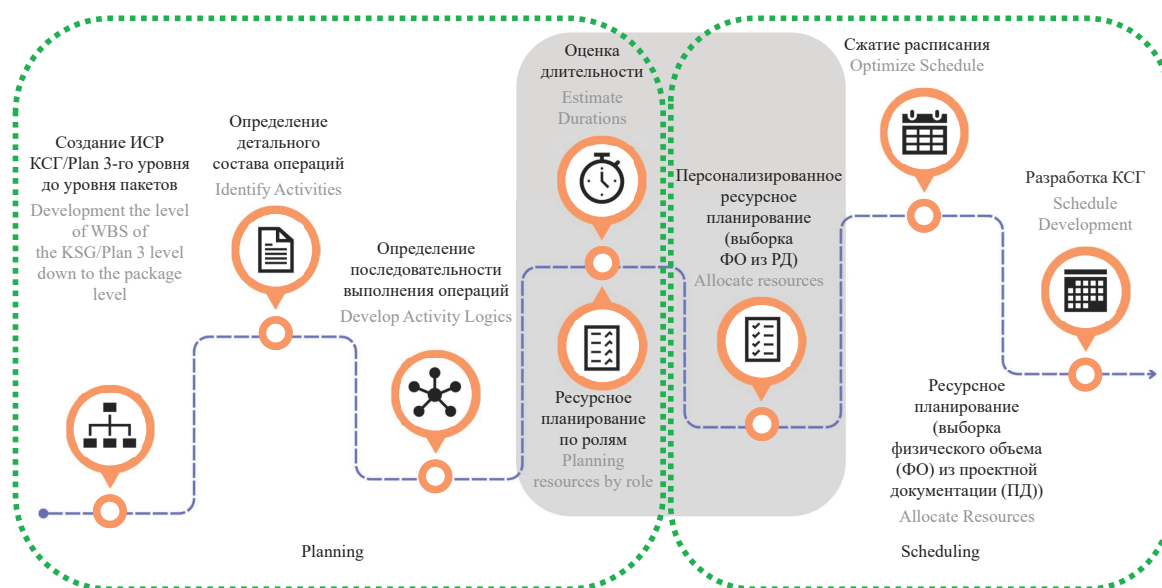 Создание ИСР
КСГ/Plan 3-го уровня
до уровня пакетов
Development the level
of WBS of
the KSG/Plan 3 level
down to the package
level
Определение
детального
состава операций
Identify Activities
Определение
последовательности
выполнения операций
Develop Activity Logics
Оценка
длительности
Estimate
Durations
Ресурсное
планирование
по ролям
Planning
resources by role
Персонализированное
ресурсное
планирование
(выборка
ФО из РД)
Allocate resources
Сжатие расписания
Optimize Schedule
Разработка КСГ
Schedule
Development
Ресурсное
планирование
(выборка
физического объема
(ФО) из проектной
документации (ПД))
Allocate Resources
Planning
Scheduling